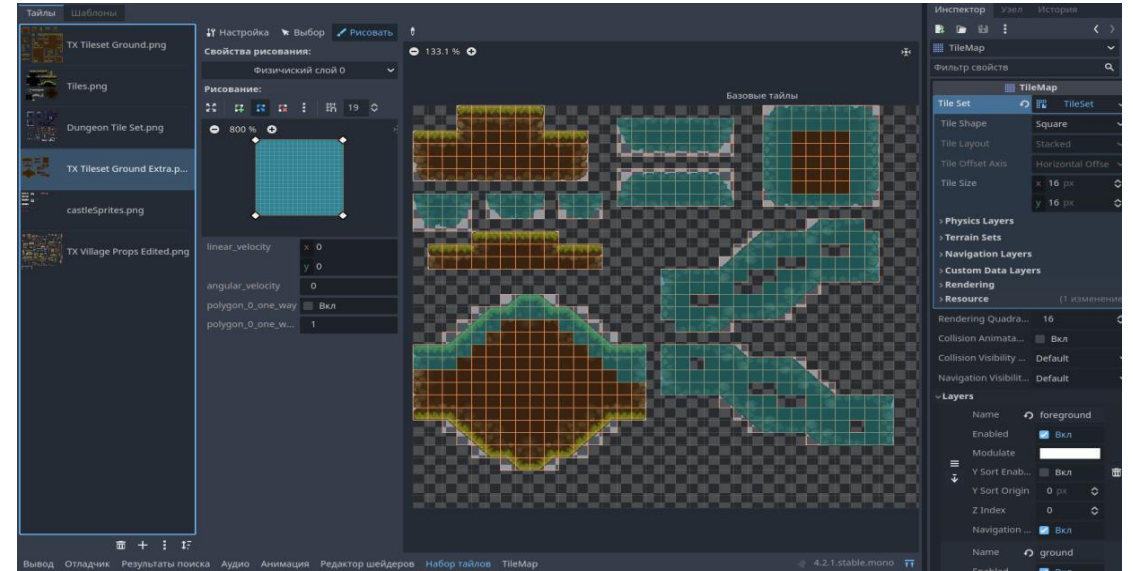 Тайлы Шаблоны
TX Tileset Ground.png
Tiles.png
Dungeon Tile Set.png
TX Tileset Ground Extra.p...
castleSprites.png
TX Village Props Edited.png
Настройка Выбор Рисовать
Свойства рисования:
Физичиский слой 0
Рисование:
19
800 %
linear_velocity x 0
y 0
angular_velocity 0
polygon_0_one_way Вкл
polygon_0_one_w... 1
133.1 %
Базовые тайлы
Инспектор Узел История
TileMap
Фильтр свойств
TileMap
Tile Set TileSet
Tile Shape Square
Tile Layout Stacked
Tile Offset Axis Horizontal Offse
Tile Size x 16 px
y 16 px
Physics Layers
Terrain Sets
Navigation Layers
Custom Data Layers
Rendering
Resource (1 изменение
Rendering Quadra... 16
Collision Animata... Вкл
Collision Visibility ... Default
Navigation Visibilit... Default
Layers
Name foreground
Enabled Вкл
Modulate
Y Sort Enab... Вкл
Y Sort Origin 0 px
Z Index 0
Navigation ... Вкл
Name ground
Enabled Вкл
Вывод Отладчик Результаты поиска Аудио Анимация Редактор шейдеров Набор тайлов TileMap 4.2.1.stable.mono